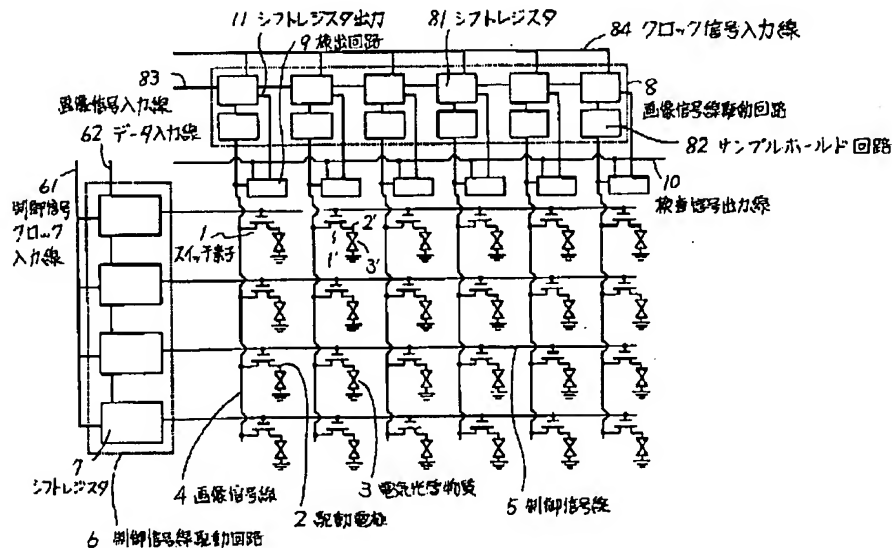 11 シフトレジスタ出力
9 検出回路
81 シフトレジスタ
84 クロック信号入力線
83
画像信号入力線
8
画像信号線駆動回路
62 データ入力線
82 サンプルホールド回路
61
制御信号
クロック
入力線
10
検査信号出力線
1
スイッチ素子
1'
2'
3'
7
シフトレジスタ
4 画像信号線
2 駆動電極
3 電気光学物質
5 制御信号線
6 制御信号線駆動回路